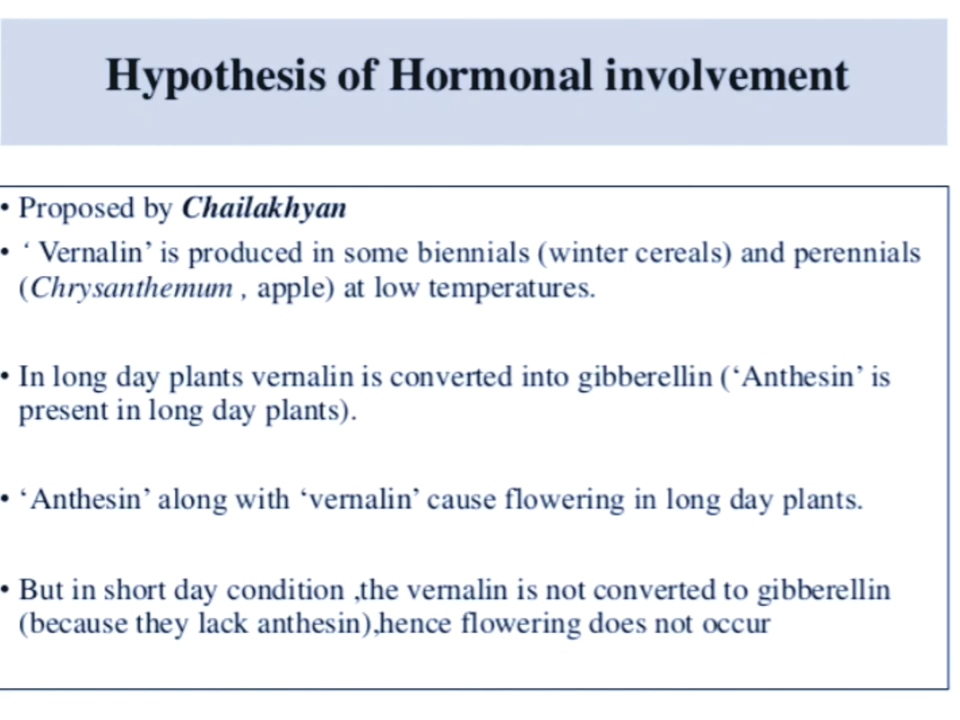 Hypothesis of Hormonal involvement
• Proposed by Chailakhyan
• ‘ Vernalin’ is produced in some biennials (winter cereals) and perennials
(Chrysanthemum , apple) at low temperatures.
• In long day plants vernalin is converted into gibberellin (‘Anthesin’ is
present in long day plants).
• ‘Anthesin’ along with ‘vernalin’ cause flowering in long day plants.
• But in short day condition ,the vernalin is not converted to gibberellin
(because they lack anthesin),hence flowering does not occur